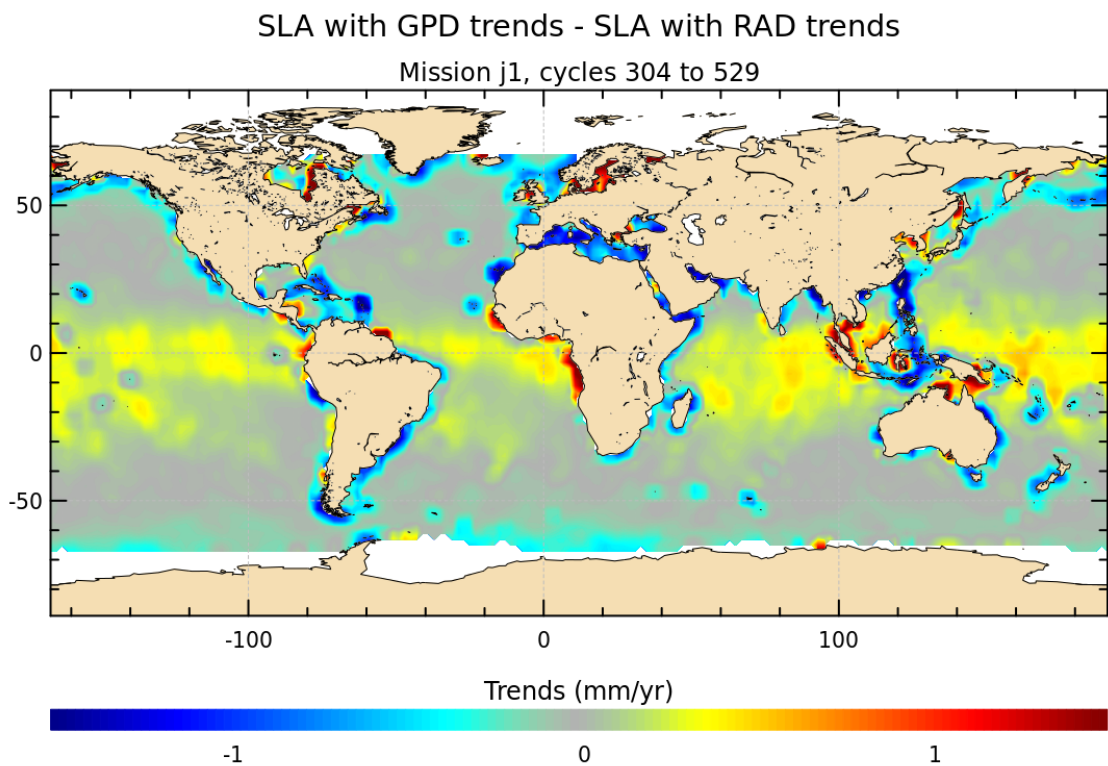 SLA with GPD trends - SLA with RAD trends
Mission j1, cycles 304 to 529
50
0
-50
-100 0 100
Trends (mm/yr)
-1 0 1